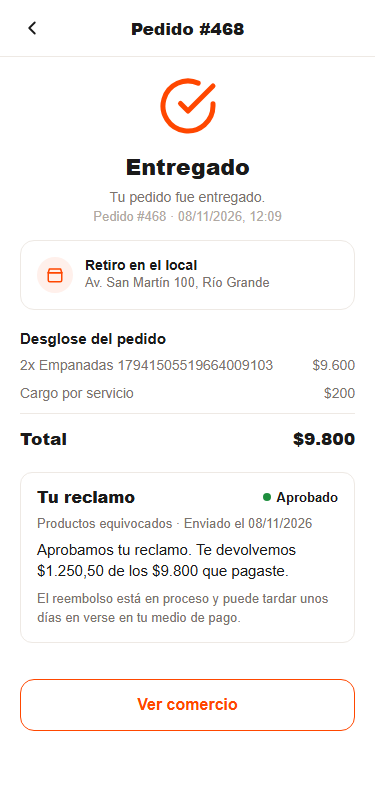 Pedido #468
Entregado
Tu pedido fue entregado.
Pedido #468 · 08/11/2026, 12:09
Retiro en el local
Av. San Martín 100, Río Grande
Desglose del pedido
2x Empanadas 17941505519664009103 $9.600
Cargo por servicio $200
Total $9.800
Tu reclamo Aprobado
Productos equivocados · Enviado el 08/11/2026
Aprobamos tu reclamo. Te devolvemos
$1.250,50 de los $9.800 que pagaste.
El reembolso está en proceso y puede tardar unos
días en verse en tu medio de pago.
Ver comercio